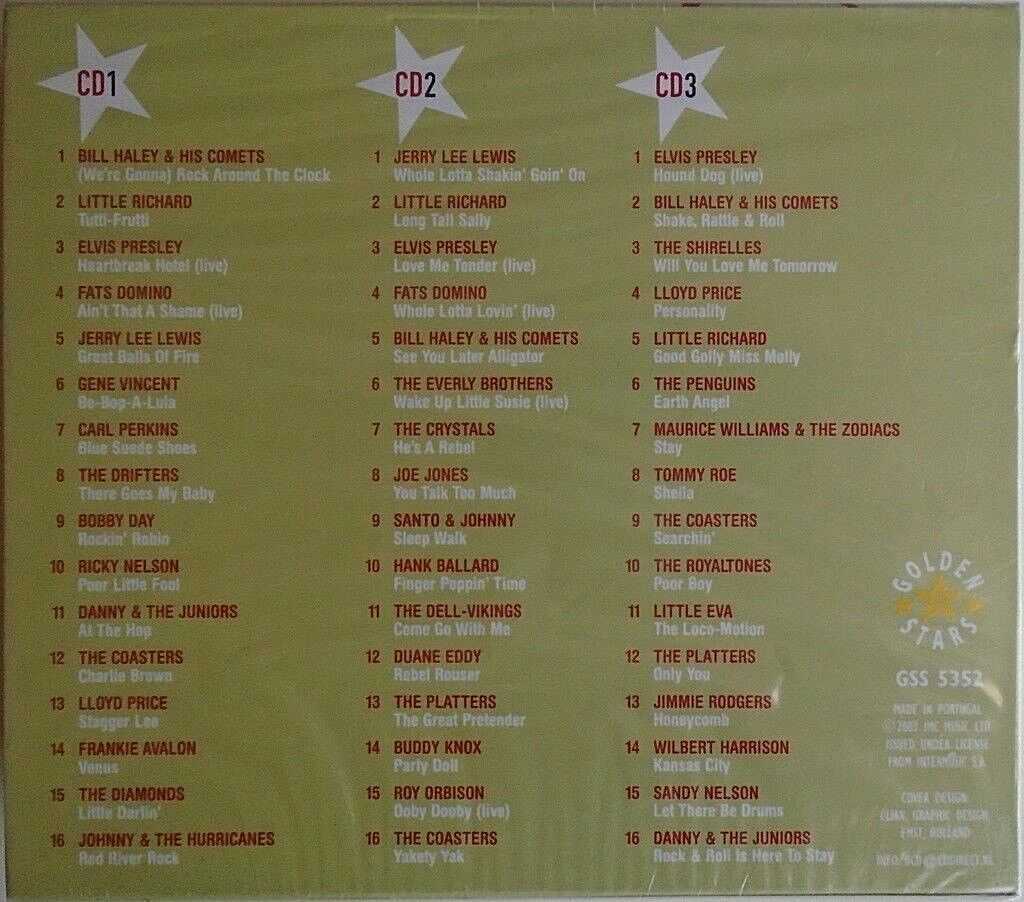 CD1
1 BILL HALEY & HIS COMETS
(We're Gonna) Rock Around The Clock
2 LITTLE RICHARD
Tutti-Frutti
3 ELVIS PRESLEY
Heartbreak Hotel (live)
4 FATS DOMINO
Ain't That A Shame (live)
5 JERRY LEE LEWIS
Great Balls Of Fire
6 GENE VINCENT
Be-Bop-A-Lula
7 CARL PERKINS
Blue Suede Shoes
8 THE DRIFTERS
There Goes My Baby
9 BOBBY DAY
Rockin' Robin
10 RICKY NELSON
Poor Little Fool
11 DANNY & THE JUNIORS
At The Hop
12 THE COASTERS
Charlie Brown
13 LLOYD PRICE
Stagger Lee
14 FRANKIE AVALON
Venus
15 THE DIAMONDS
Little Darlin'
16 JOHNNY & THE HURRICANES
Red River Rock
CD2
1 JERRY LEE LEWIS
Whole Lotta Shakin' Goin' On
2 LITTLE RICHARD
Long Tall Sally
3 ELVIS PRESLEY
Love Me Tender (live)
4 FATS DOMINO
Whole Lotta Lovin' (live)
5 BILL HALEY & HIS COMETS
See You Later Alligator
6 THE EVERLY BROTHERS
Wake Up Little Susie (live)
7 THE CRYSTALS
He's A Rebel
8 JOE JONES
You Talk Too Much
9 SANTO & JOHNNY
Sleep Walk
10 HANK BALLARD
Finger Poppin' Time
11 THE DELL-VIKINGS
Come Go With Me
12 DUANE EDDY
Rebel Rouser
13 THE PLATTERS
The Great Pretender
14 BUDDY KNOX
Party Doll
15 ROY ORBISON
Ooby Dooby (live)
16 THE COASTERS
Yakety Yak
CD3
1 ELVIS PRESLEY
Hound Dog (live)
2 BILL HALEY & HIS COMETS
Shake, Rattle & Roll
3 THE SHIRELLES
Will You Love Me Tomorrow
4 LLOYD PRICE
Personality
5 LITTLE RICHARD
Good Golly Miss Molly
6 THE PENGUINS
Earth Angel
7 MAURICE WILLIAMS & THE ZODIACS
Stay
8 TOMMY ROE
Sheila
9 THE COASTERS
Searchin'
10 THE ROYALTONES
Poor Boy
11 LITTLE EVA
The Loco-Motion
12 THE PLATTERS
Only You
13 JIMMIE RODGERS
Honeycomb
14 WILBERT HARRISON
Kansas City
15 SANDY NELSON
Let There Be Drums
16 DANNY & THE JUNIORS
Rock & Roll Is Here To Stay
GOLDEN
STARS
GSS 5352
MADE IN PORTUGAL
MUSIC LTD
ISSUED UNDER LICENSE
FROM INTERMUSIC S.A.
COVER DESIGN:
GRAPHIC DESIGN,
EMST, HOLLAND